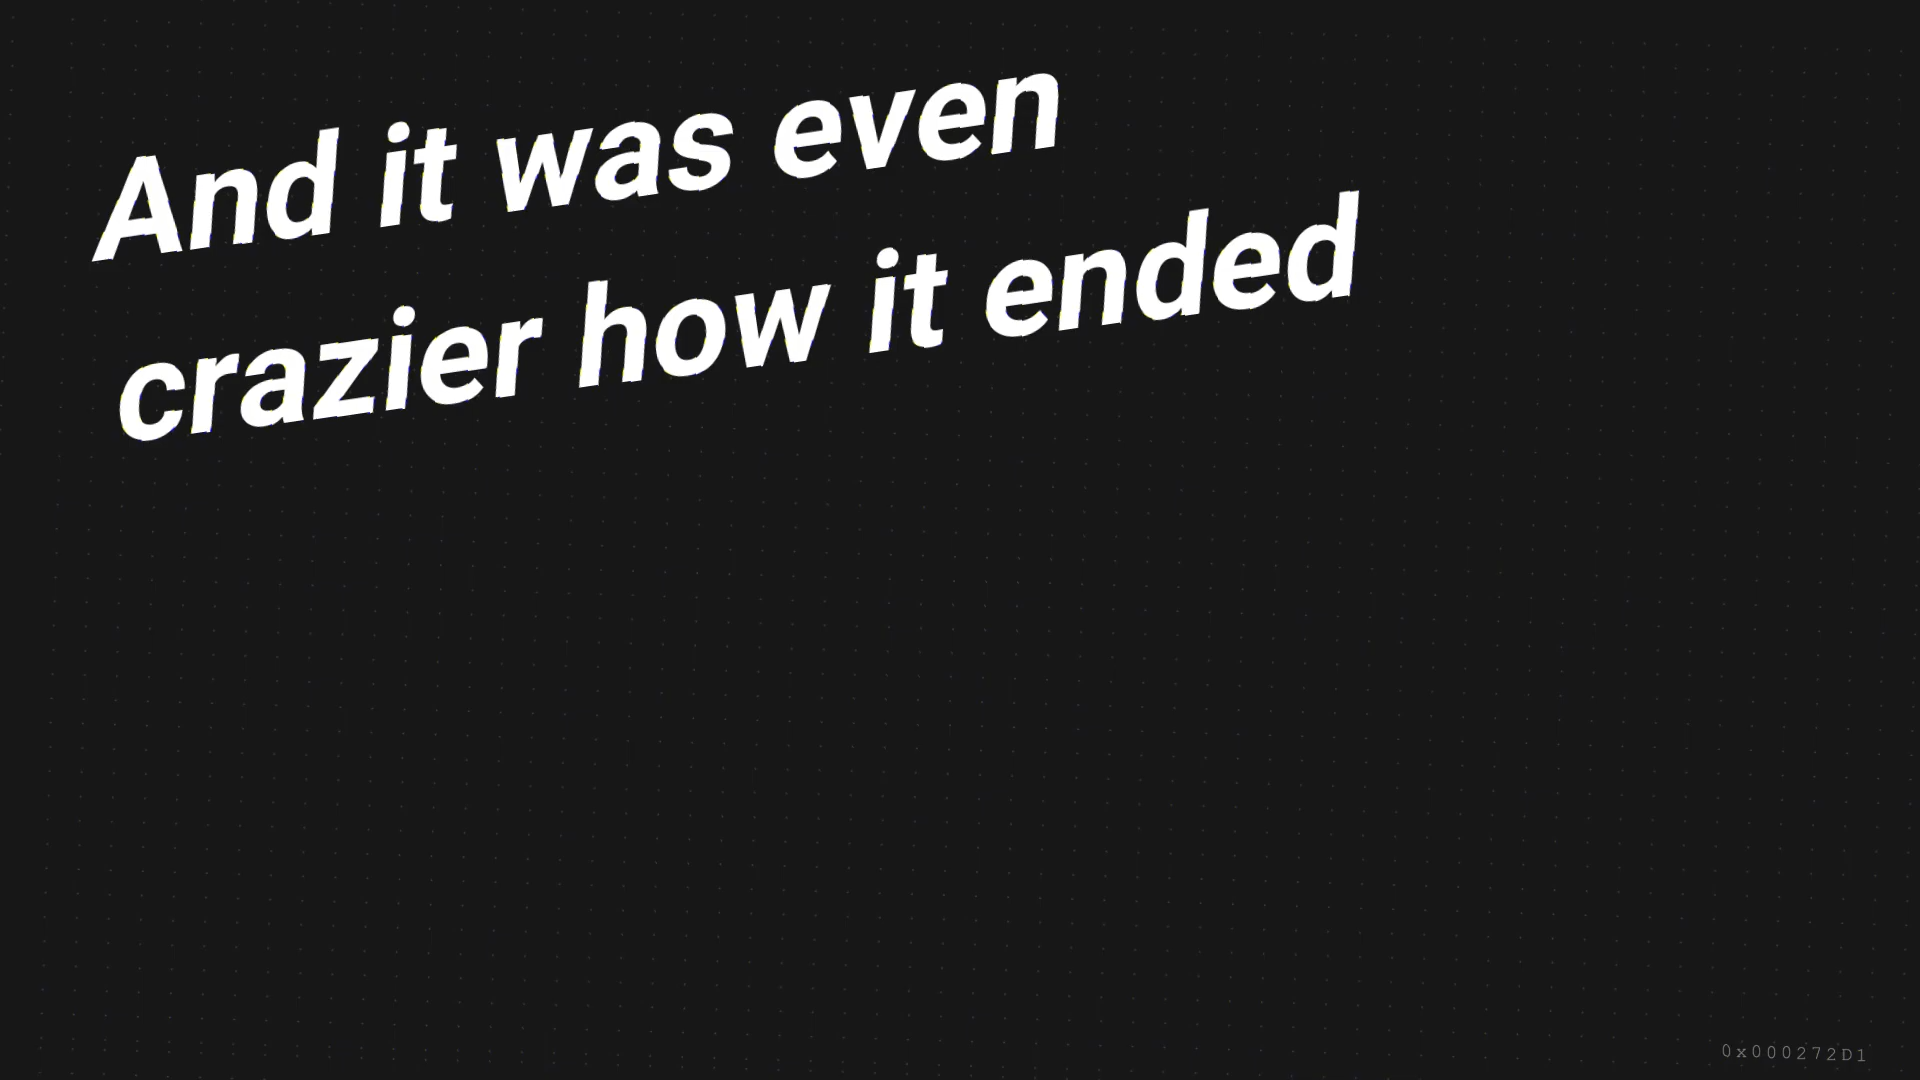 And it was even
crazier how it ended
0x000272D1